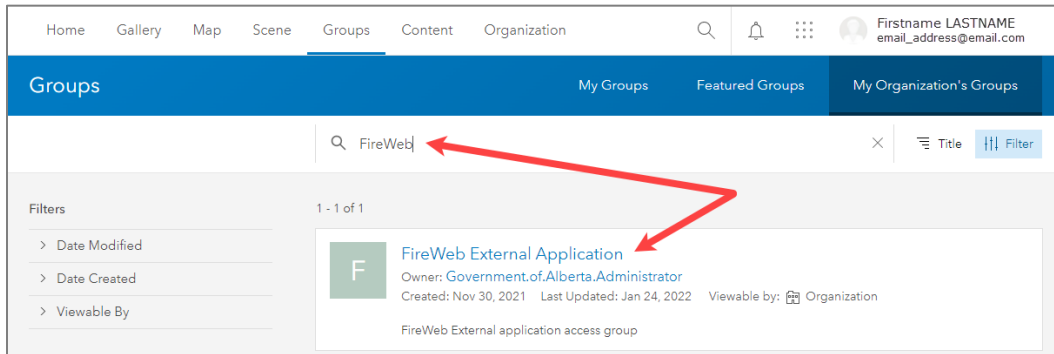 Home Gallery Map Scene Groups Content Organization Firstname LASTNAME
email_address@email.com
Groups My Groups Featured Groups My Organization's Groups
FireWeb Title Filter
Filters 1 - 1 of 1
Date Modified
Date Created
Viewable By
F
FireWeb External Application
Owner: Government.of.Alberta.Administrator
Created: Nov 30, 2021 Last Updated: Jan 24, 2022 Viewable by: Organization
FireWeb External application access group